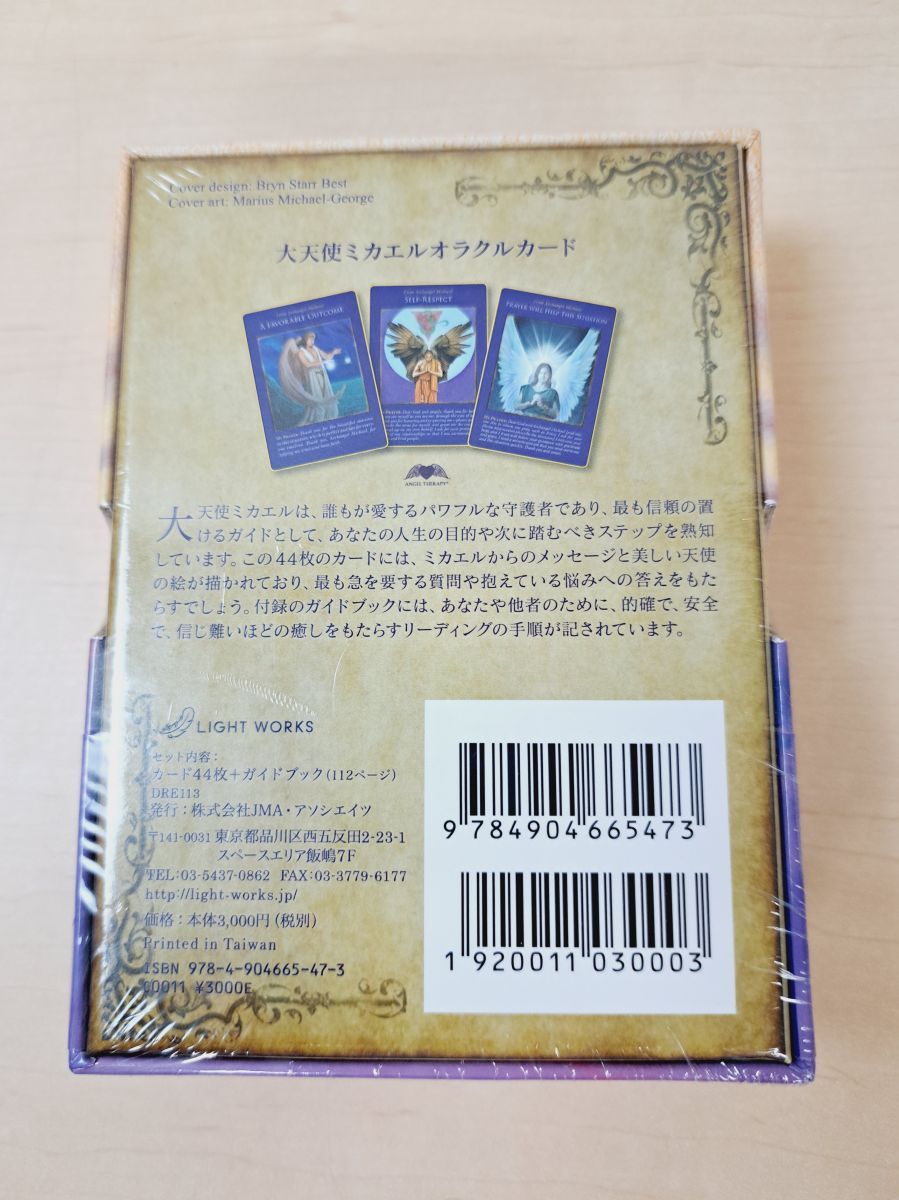 Cover design: Bryn Starr Best
Cover art: Marius Michael-George
大天使ミカエルオラクルカード
From Archangel Michael:
A FAVORABLE OUTCOME
From Archangel Michael:
SELF-RESPECT
From Archangel Michael:
PRAYER WILL HELP THIS SITUATION
ANGEL THERAPY®
大天使ミカエルは、誰もが愛するパワフルな守護者であり、最も信頼の置
けるガイドとして、あなたの人生の目的や次に踏むべきステップを熟知
しています。この44枚のカードには、ミカエルからのメッセージと美しい天使
の絵が描かれており、最も急を要する質問や抱えている悩みへの答えをもた
らすでしょう。付録のガイドブックには、あなたや他者のために、的確で、安全
で、信じ難いほどの癒しをもたらすリーディングの手順が記されています。
LIGHT WORKS
セット内容：
カード44枚＋ガイドブック（112ページ）
DRE113
発行：株式会社JMA・アソシエイツ
〒141-0031 東京都品川区西五反田2-23-1
スペースエリア飯嶋7F
TEL:03-5437-0862 FAX:03-3779-6177
http://light-works.jp/
価格：本体3,000円（税別）
Printed in Taiwan
ISBN 978-4-904665-47-3
C0011 ¥3000E
9 784904 665473
1 920011 030003